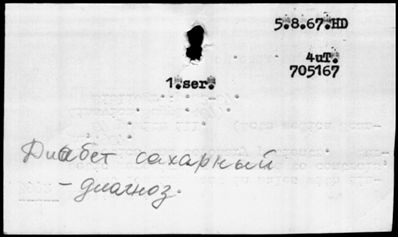 5.8.67.HD
4uT.
705167
1.ser.
Диабет сахарный
– диагноз.